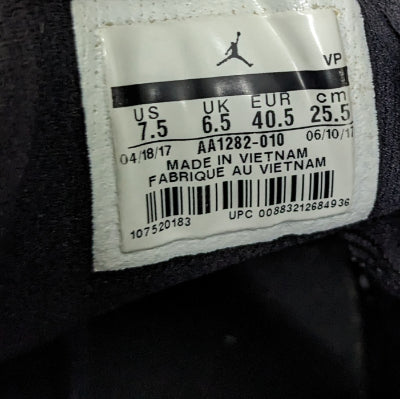 VP
US UK EUR cm
7.5 6.5 40.5 25.5
04/18/17 AA1282-010 06/10/17
MADE IN VIETNAM
FABRIQUE AU VIETNAM
107520183 UPC 00883212684936